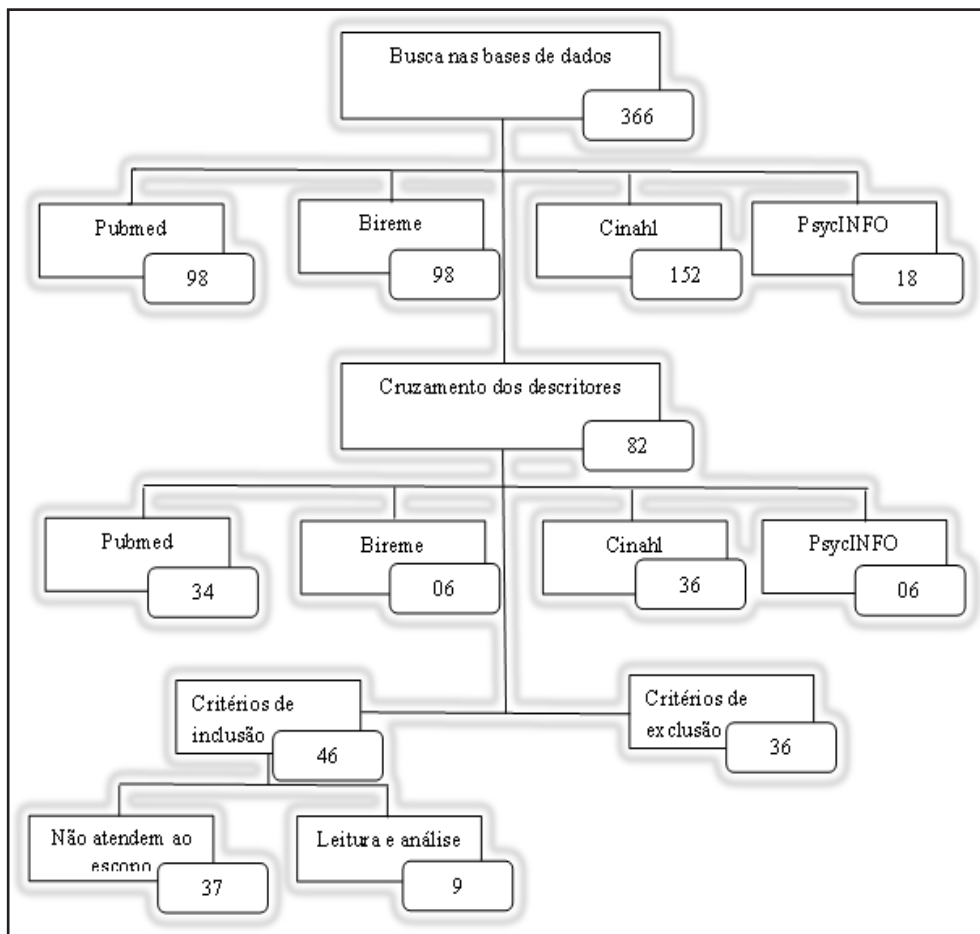 Busca nas bases de dados
366
Pubmed
98
Bireme
98
Cinahl
152
PsycINFO
18
Cruzamento dos descritores
82
Pubmed
34
Bireme
06
Cinahl
36
PsycINFO
06
Critérios de
inclusão
46
Critérios de
exclusão
36
Não atendem ao
escopo
37
Leitura e análise
9